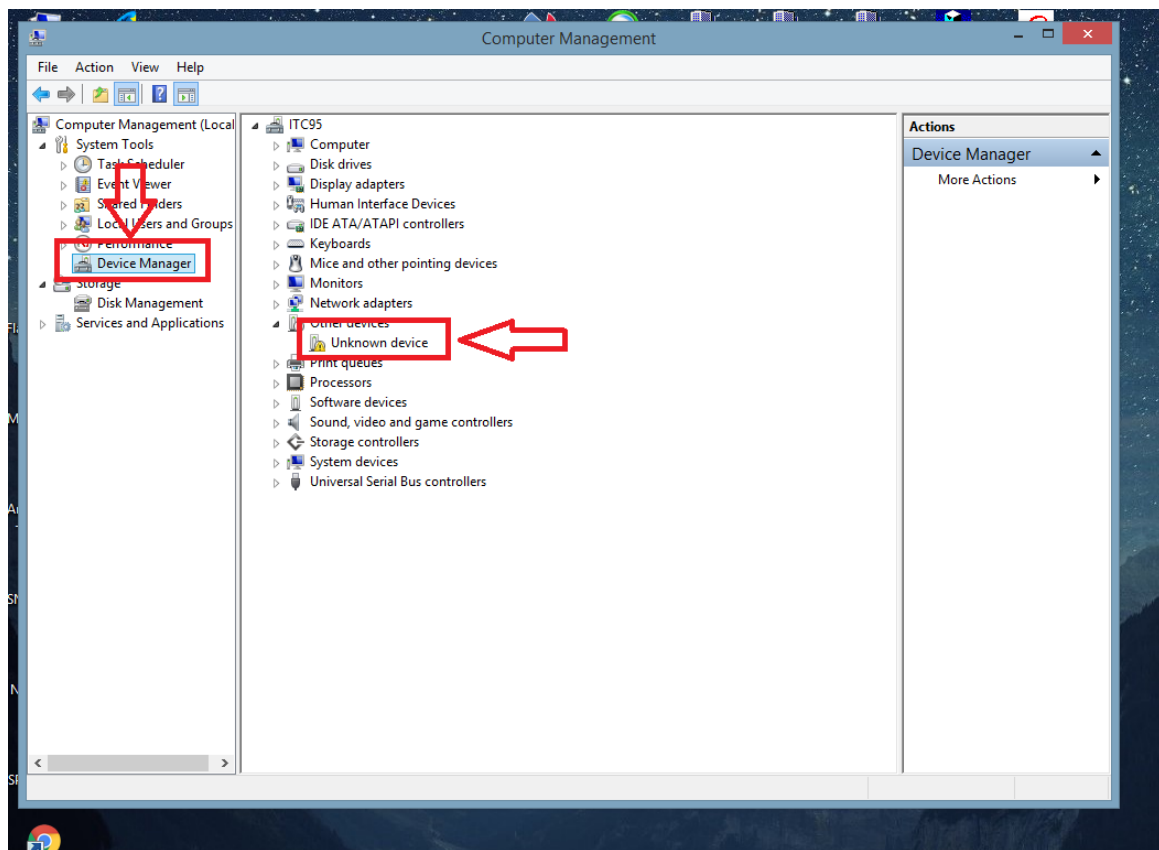 Computer Management
File Action View Help
Computer Management (Local
System Tools
Task Scheduler
Event Viewer
Shared Folders
Local Users and Groups
Performance
Device Manager
Storage
Disk Management
Services and Applications
ITC95
Computer
Disk drives
Display adapters
Human Interface Devices
IDE ATA/ATAPI controllers
Keyboards
Mice and other pointing devices
Monitors
Network adapters
Other devices
Unknown device
Print queues
Processors
Software devices
Sound, video and game controllers
Storage controllers
System devices
Universal Serial Bus controllers
Actions
Device Manager
More Actions